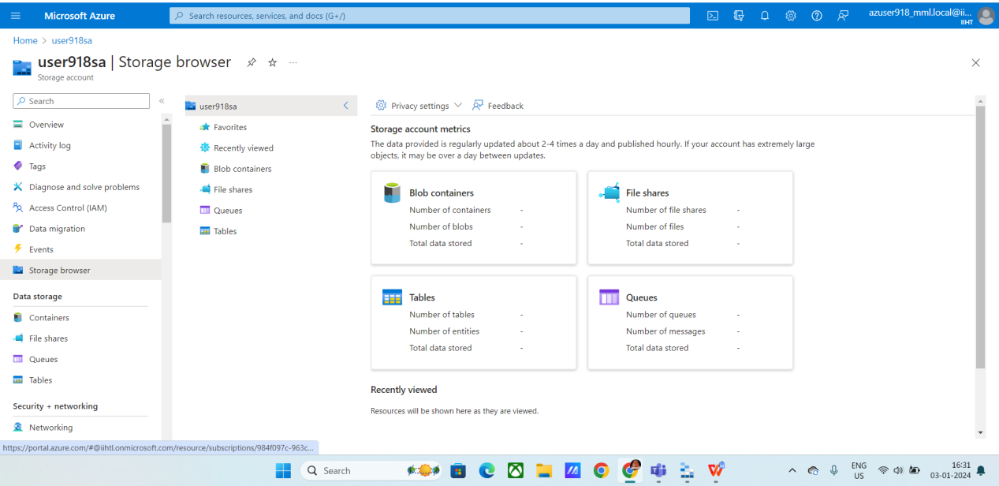 Microsoft Azure
Search resources, services, and docs (G+/)
azuser918_mml.local@ii...
IIHT
Home > user918sa
user918sa | Storage browser
Storage account
Search
Overview
Activity log
Tags
Diagnose and solve problems
Access Control (IAM)
Data migration
Events
Storage browser
Data storage
Containers
File shares
Queues
Tables
Security + networking
Networking
user918sa
Favorites
Recently viewed
Blob containers
File shares
Queues
Tables
Privacy settings
Feedback
Storage account metrics
The data provided is regularly updated about 2-4 times a day and published hourly. If your account has extremely large
objects, it may be over a day between updates.
Blob containers
Number of containers -
Number of blobs -
Total data stored -
File shares
Number of file shares -
Number of files -
Total data stored -
Tables
Number of tables -
Number of entities -
Total data stored -
Queues
Number of queues -
Number of messages -
Total data stored -
Recently viewed
Resources will be shown here as they are viewed.
https://portal.azure.com/#@iihtl.onmicrosoft.com/resource/subscriptions/984f097c-963c...
Search
ENG
US
16:31
03-01-2024